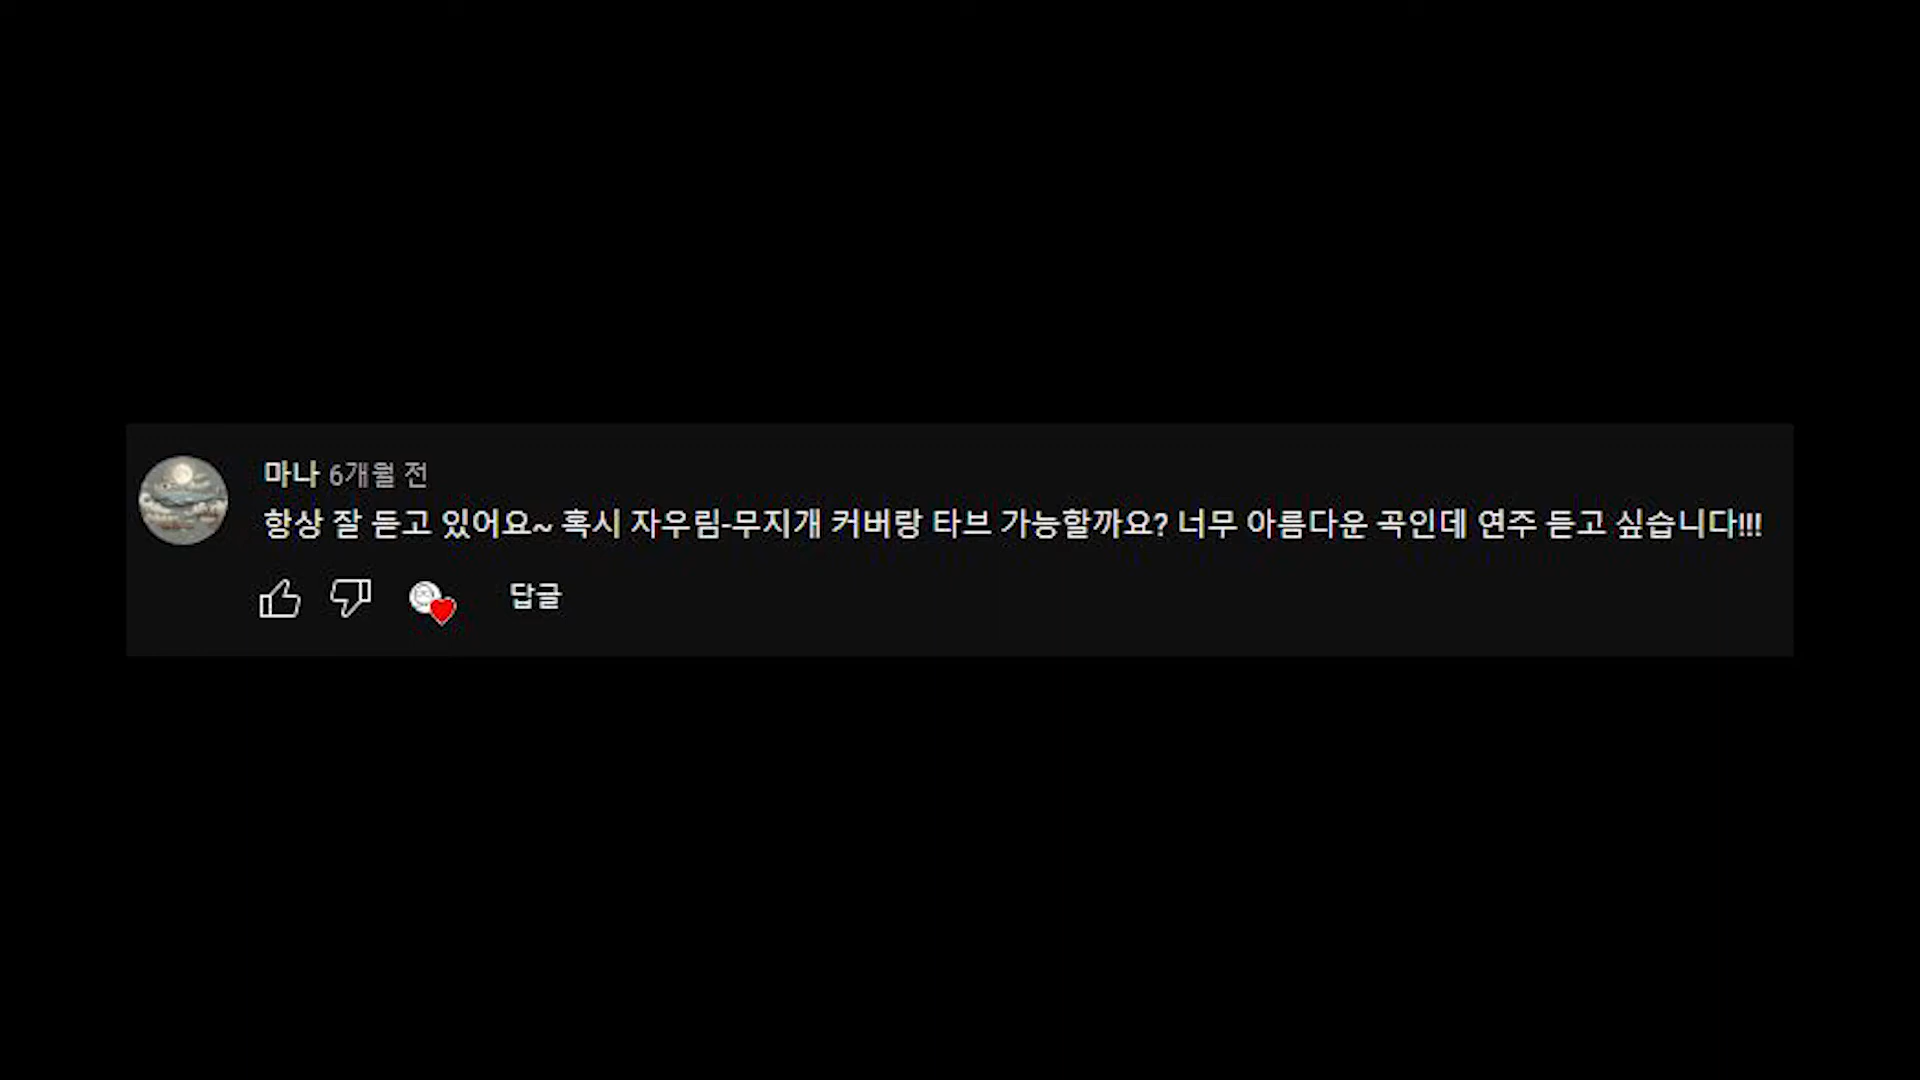 마나 6개월 전
항상 잘 듣고 있어요~ 혹시 자우림-무지개 커버랑 타브 가능할까요? 너무 아름다운 곡인데 연주 듣고 싶습니다!!!
답글